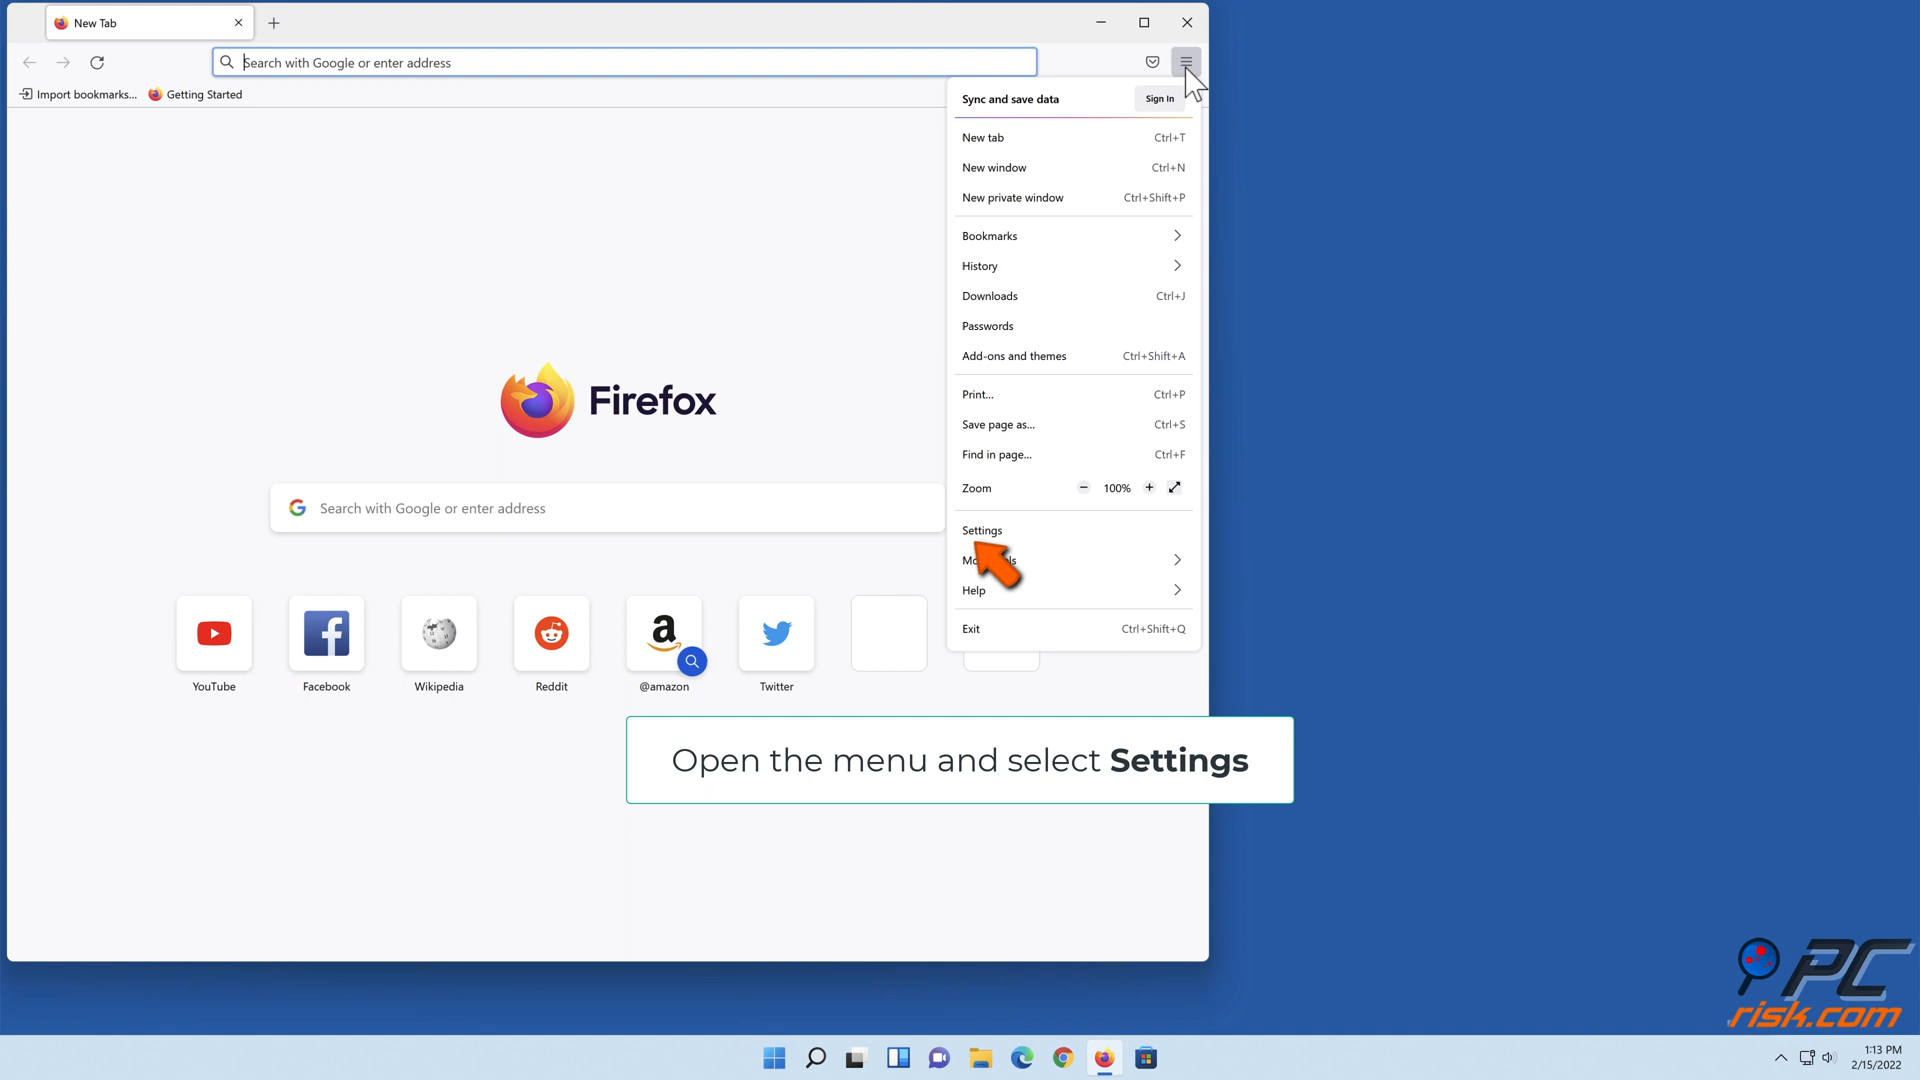 New Tab
Search with Google or enter address
Import bookmarks...
Getting Started
Sync and save data
Sign In
New tab Ctrl+T
New window Ctrl+N
New private window Ctrl+Shift+P
Bookmarks
History
Downloads Ctrl+J
Passwords
Add-ons and themes Ctrl+Shift+A
Print... Ctrl+P
Save page as... Ctrl+S
Find in page... Ctrl+F
Zoom 100%
Settings
Help
Exit Ctrl+Shift+Q
Firefox
Search with Google or enter address
YouTube
Facebook
Wikipedia
Reddit
@amazon
Twitter
Open the menu and select Settings
PC
risk.com
1:13 PM
2/15/2022